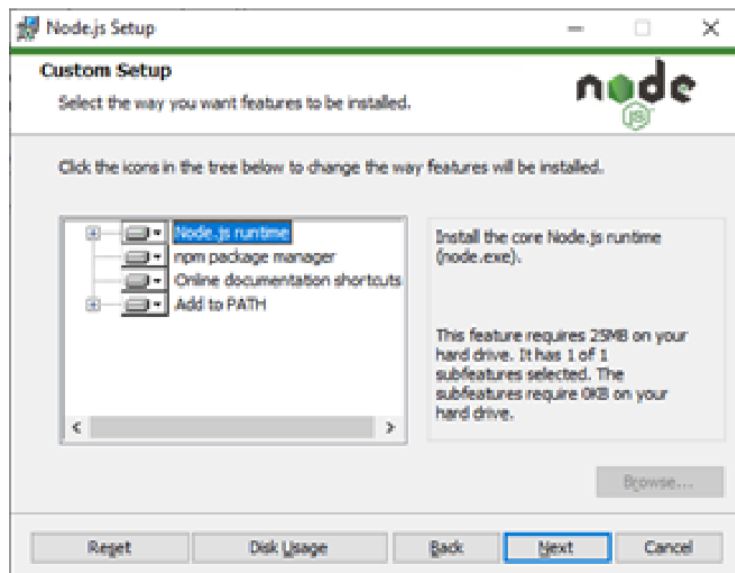 Node.js Setup
Custom Setup
Select the way you want features to be installed.
node
JS
Click the icons in the tree below to change the way features will be installed.
Node.js runtime
npm package manager
Online documentation shortcuts
Add to PATH
Install the core Node.js runtime
(node.exe).
This feature requires 25MB on your
hard drive. It has 1 of 1
subfeatures selected. The
subfeatures require 0KB on your
hard drive.
Browse...
Reset
Disk Usage
Back
Next
Cancel